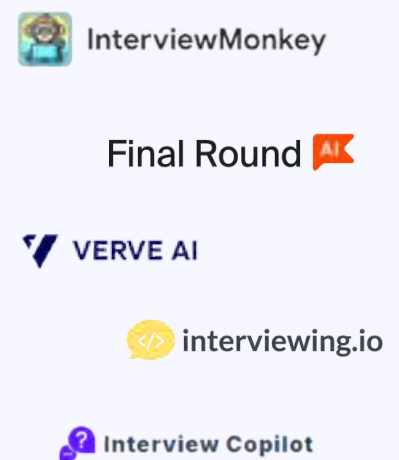 InterviewMonkey
Final Round AI
VERVE AI
</>
interviewing.io
?
Interview Copilot